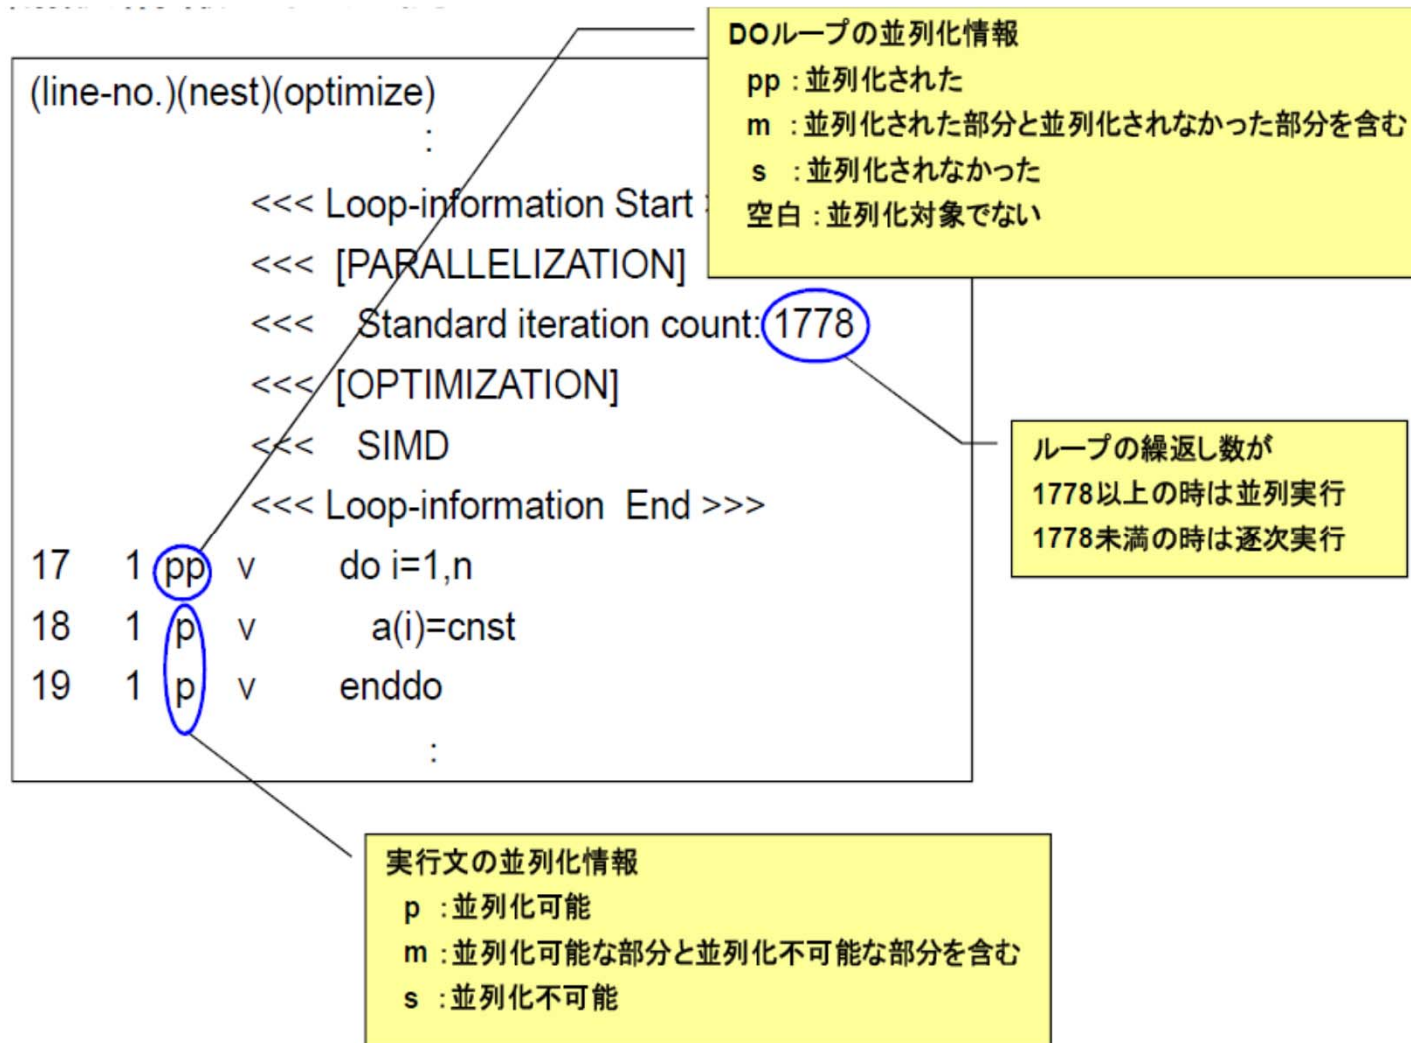 DOループの並列化情報
pp：並列化された
m ：並列化された部分と並列化されなかった部分を含む
s ：並列化されなかった
空白：並列化対象でない
(line-no.)(nest)(optimize)
:
<<< Loop-information Start
<<< [PARALLELIZATION]
<<< Standard iteration count: 1778
<<< [OPTIMIZATION]
<<< SIMD
<<< Loop-information End >>>
17 1 pp v do i=1,n
18 1 p v a(i)=cnst
19 1 p v enddo
:
ループの繰返し数が
1778以上の時は並列実行
1778未満の時は逐次実行
実行文の並列化情報
p ：並列化可能
m：並列化可能な部分と並列化不可能な部分を含む
s ：並列化不可能